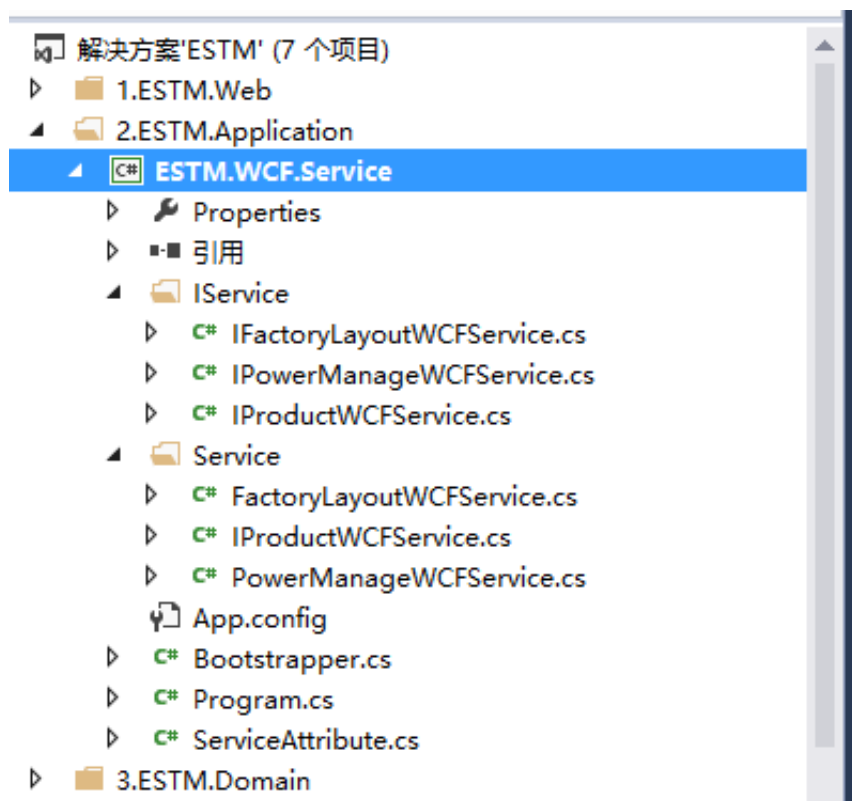 解决方案'ESTM' (7 个项目)
1.ESTM.Web
2.ESTM.Application
C# ESTM.WCF.Service
Properties
引用
IService
C# IFactoryLayoutWCFService.cs
C# IPowerManageWCFService.cs
C# IProductWCFService.cs
Service
C# FactoryLayoutWCFService.cs
C# IProductWCFService.cs
C# PowerManageWCFService.cs
App.config
C# Bootstrapper.cs
C# Program.cs
C# ServiceAttribute.cs
3.ESTM.Domain